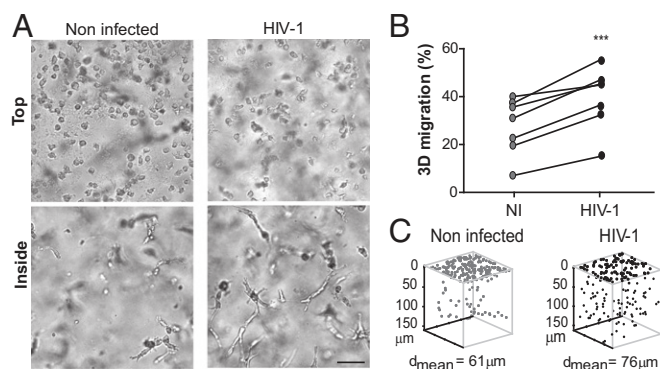 A
Non infected
HIV-1
Top
Inside
B
3D migration (%)
60
40
20
0
***
NI
HIV-1
C
Non infected
HIV-1
0
50
100
150
μm
0
50
100
150
μm
dmean = 61μm
dmean = 76μm